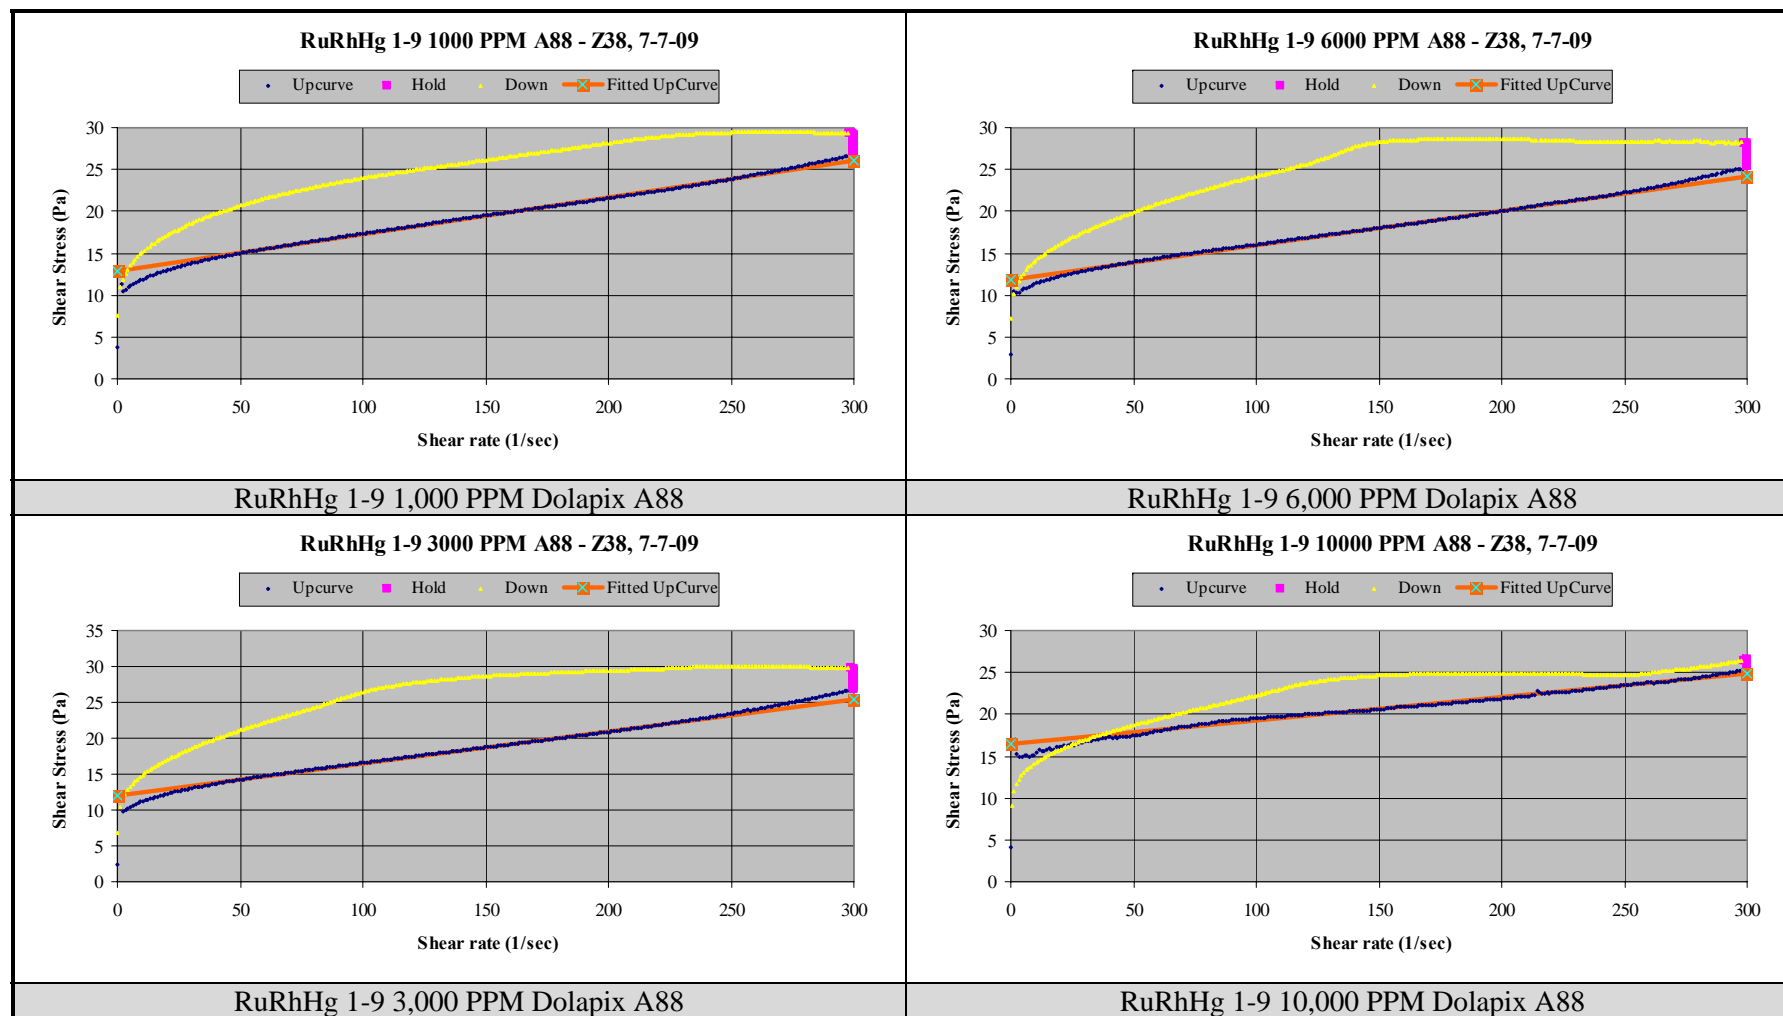 RuRhHg 1-9 1000 PPM A88 - Z38, 7-7-09
Upcurve Hold Down Fitted UpCurve
30
25
20
15
10
5
0
Shear Stress (Pa)
0 50 100 150 200 250 300
Shear rate (1/sec)
RuRhHg 1-9 1,000 PPM Dolapix A88
RuRhHg 1-9 6000 PPM A88 - Z38, 7-7-09
Upcurve Hold Down Fitted UpCurve
30
25
20
15
10
5
0
Shear Stress (Pa)
0 50 100 150 200 250 300
Shear rate (1/sec)
RuRhHg 1-9 6,000 PPM Dolapix A88
RuRhHg 1-9 3000 PPM A88 - Z38, 7-7-09
Upcurve Hold Down Fitted UpCurve
35
30
25
20
15
10
5
0
Shear Stress (Pa)
0 50 100 150 200 250 300
Shear rate (1/sec)
RuRhHg 1-9 3,000 PPM Dolapix A88
RuRhHg 1-9 10000 PPM A88 - Z38, 7-7-09
Upcurve Hold Down Fitted UpCurve
30
25
20
15
10
5
0
Shear Stress (Pa)
0 50 100 150 200 250 300
Shear rate (1/sec)
RuRhHg 1-9 10,000 PPM Dolapix A88